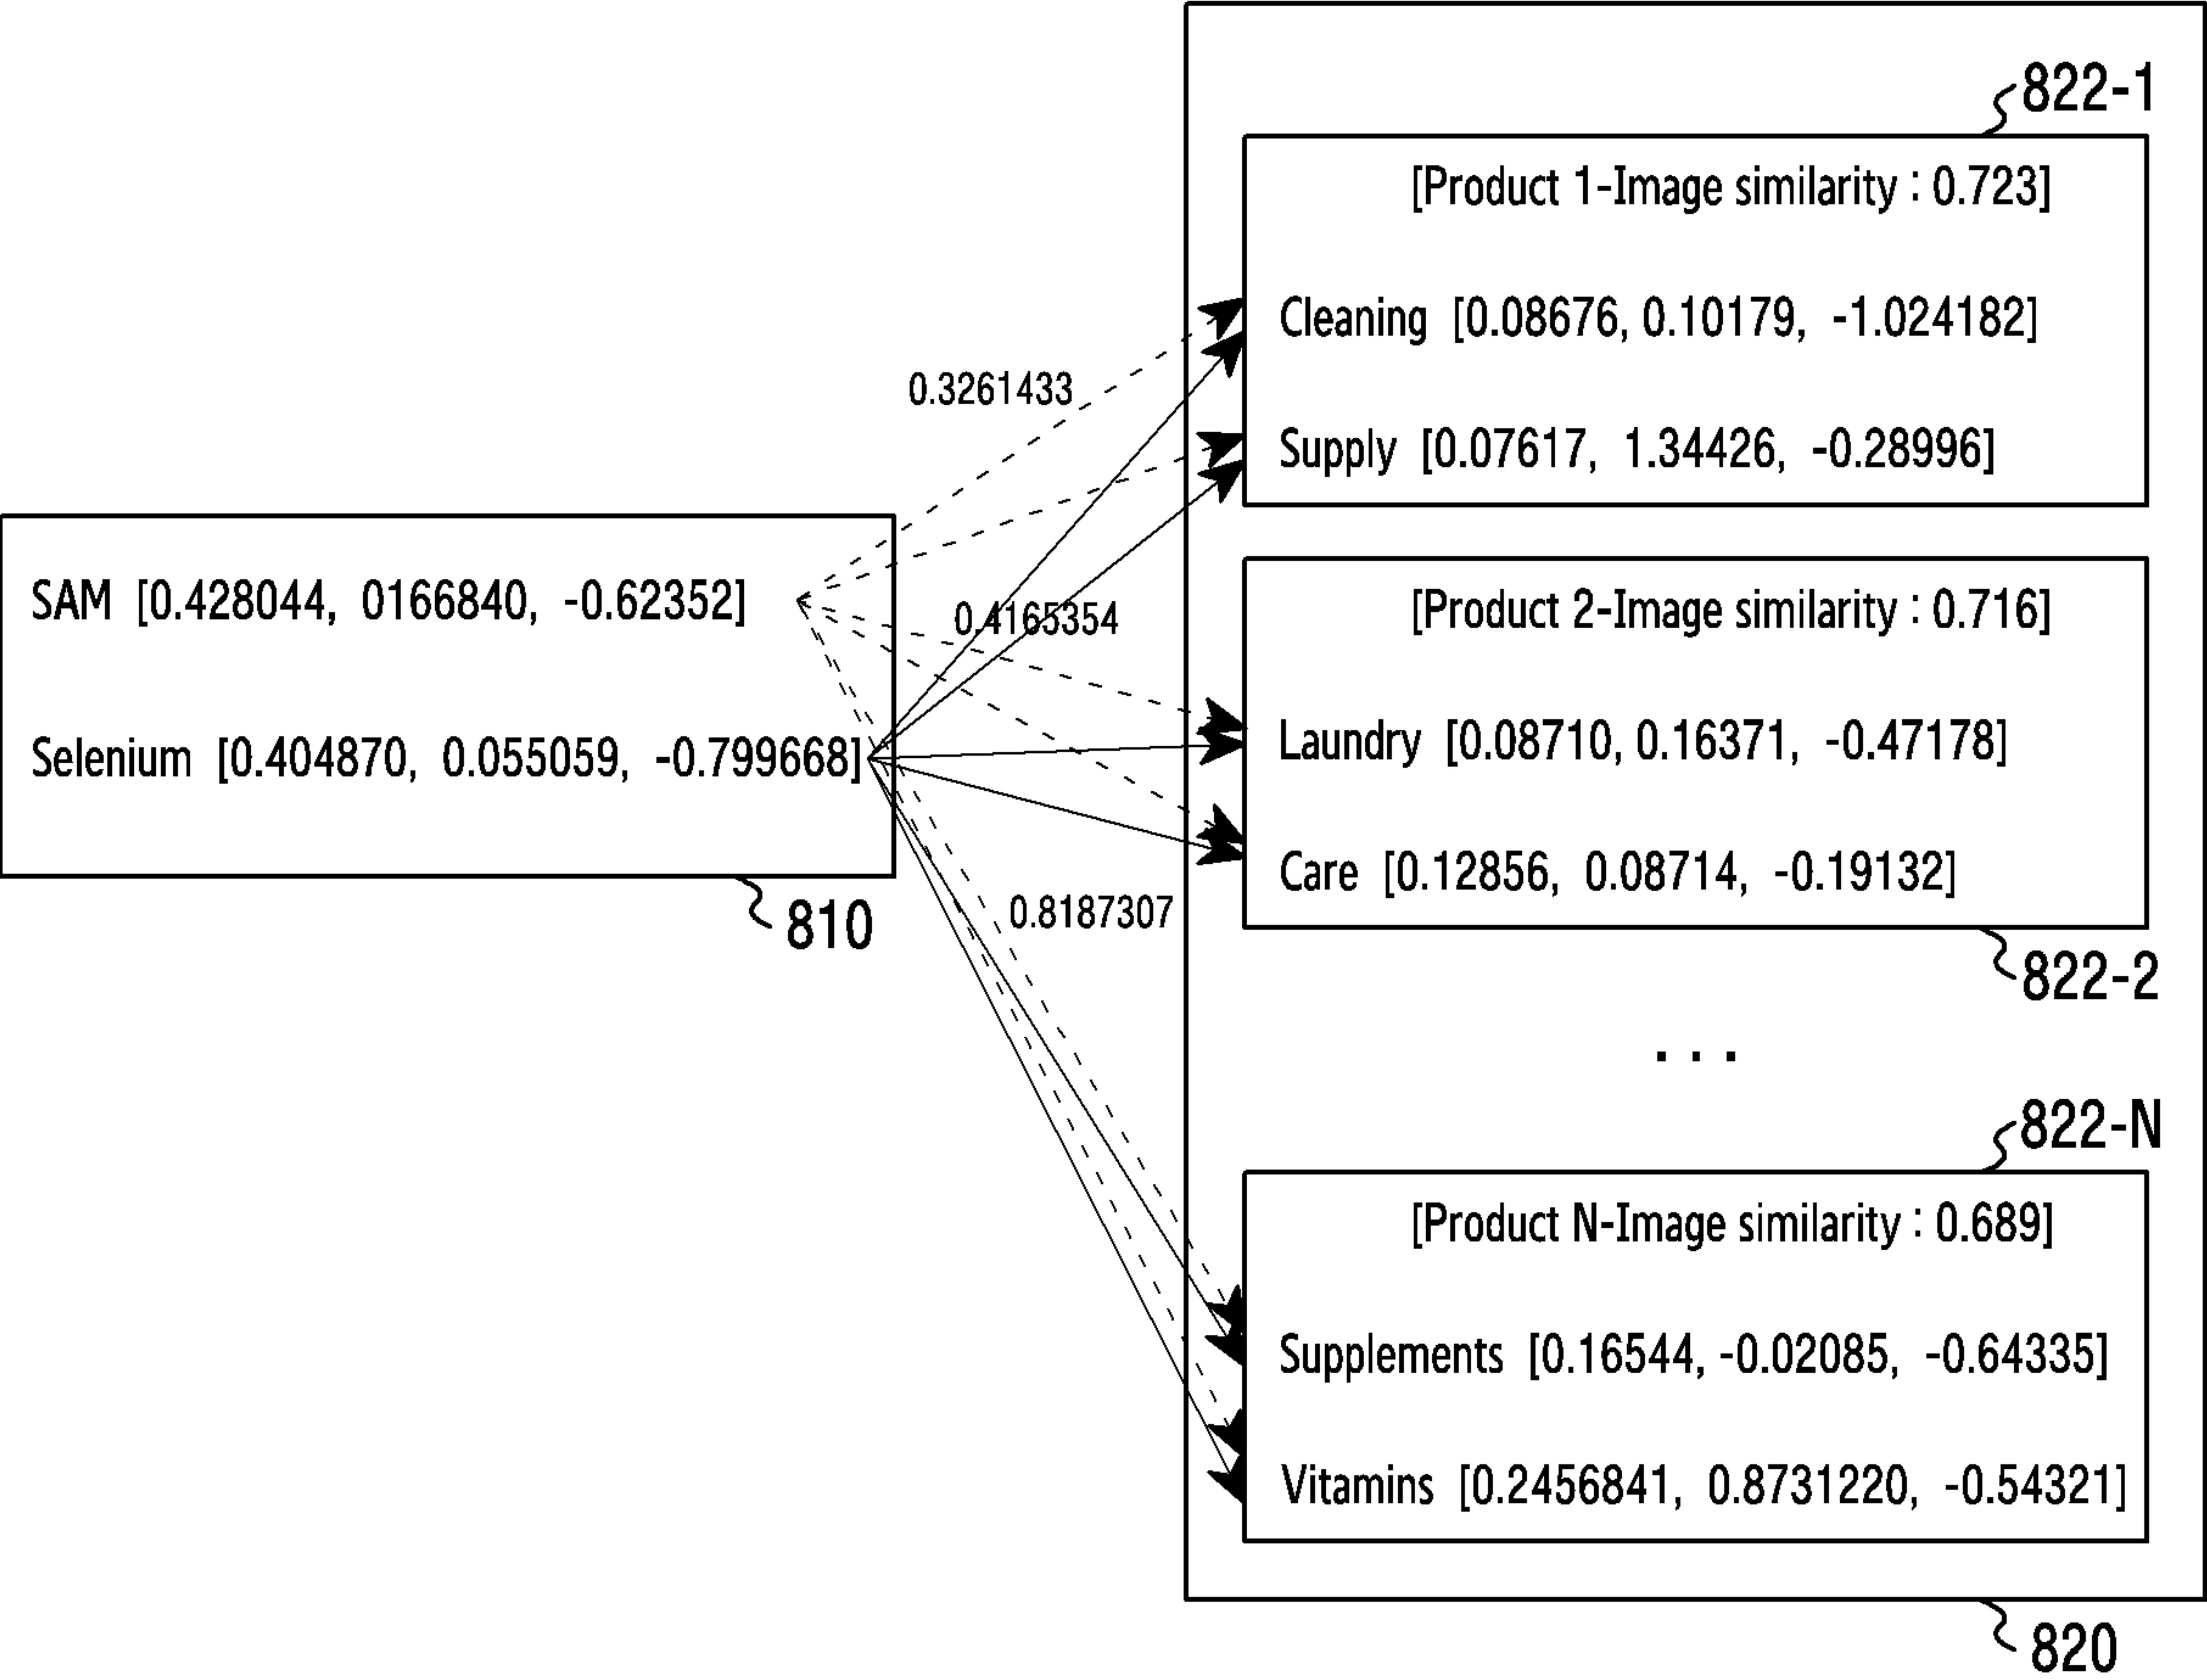 822-1
[Product 1-Image similarity : 0.723]
Cleaning [0.08676, 0.10179, -1.024182]
0.3261433
Supply [0.07617, 1.34426, -0.28996]
SAM [0.428044, 0166840, -0.62352]
0.4165354
[Product 2-Image similarity : 0.716]
Selenium [0.404870, 0.055059, -0.799668]
Laundry [0.08710, 0.16371, -0.47178]
Care [0.12856, 0.08714, -0.19132]
810
0.8187307
822-2
. . .
822-N
[Product N-Image similarity : 0.689]
Supplements [0.16544, -0.02085, -0.64335]
Vitamins [0.2456841, 0.8731220, -0.54321]
820